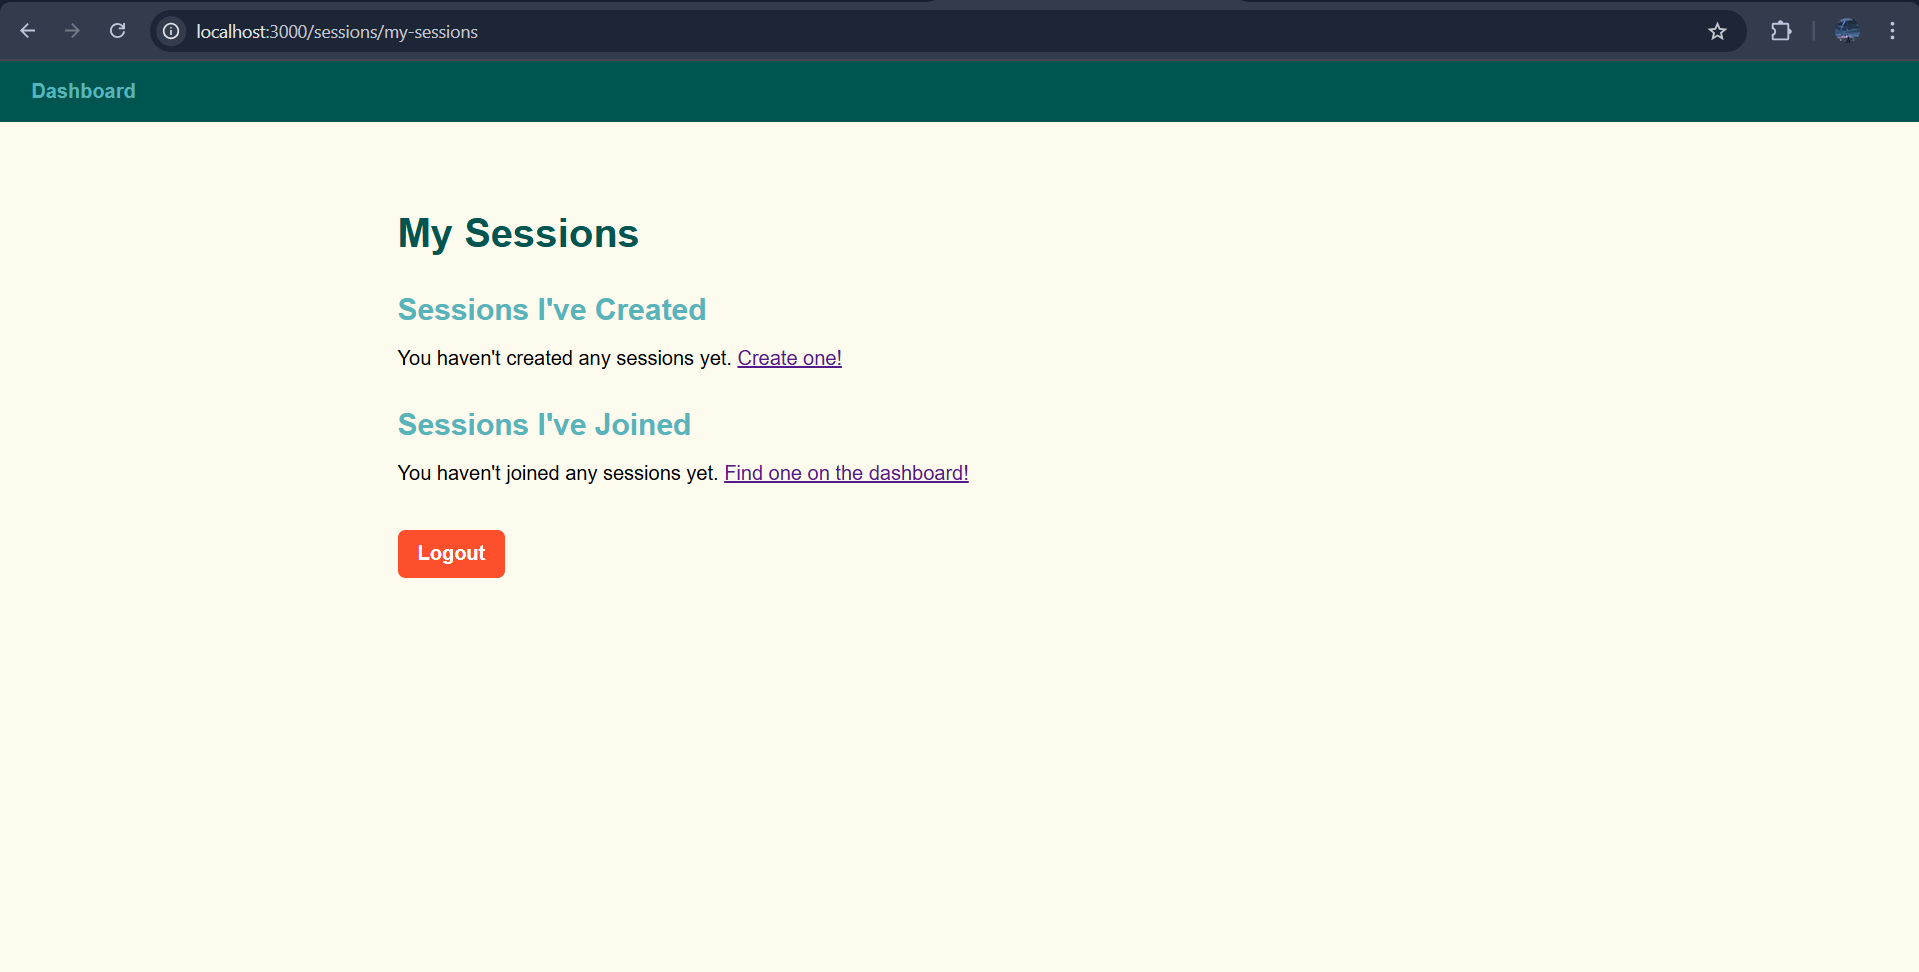 localhost:3000/sessions/my-sessions
Dashboard
My Sessions
Sessions I've Created
You haven't created any sessions yet. Create one!
Sessions I've Joined
You haven't joined any sessions yet. Find one on the dashboard!
Logout